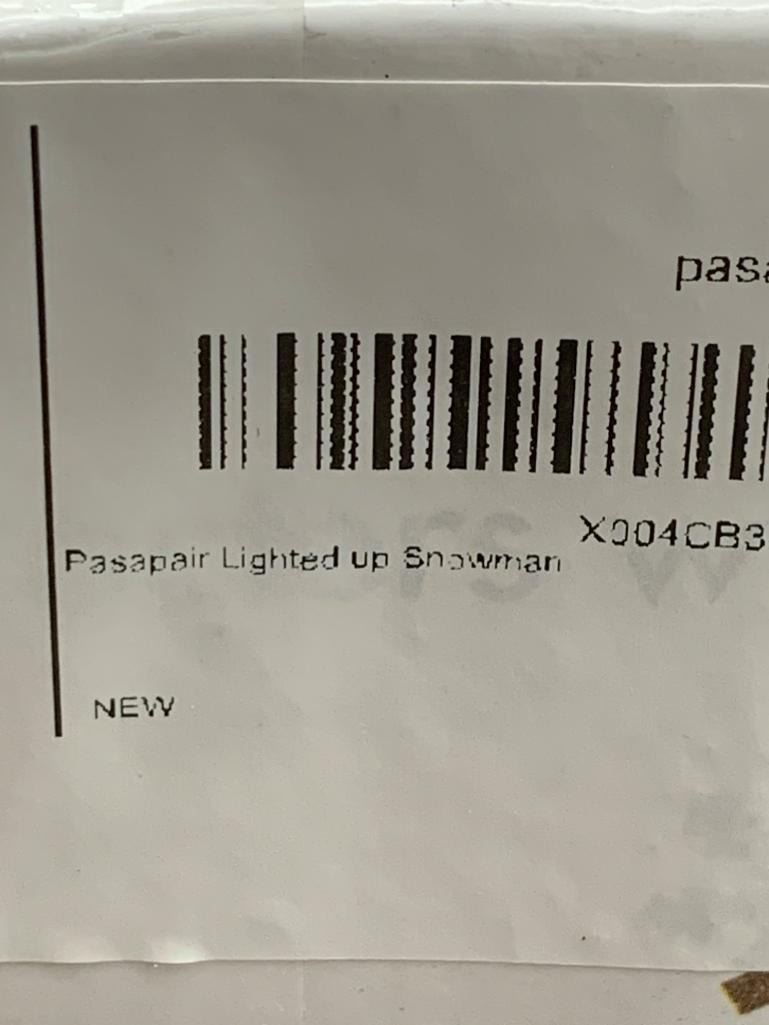 pasa
X004CB3
Pasapair Lighted up Snowman
NEW